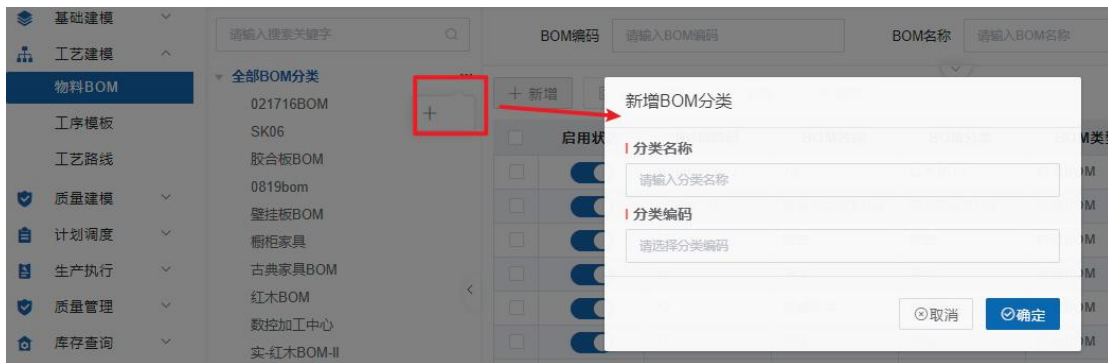 基础建模
工艺建模
物料BOM
工序模板
工艺路线
质量建模
计划调度
生产执行
质量管理
库存查询
请输入搜索关键字
全部BOM分类
021716BOM
SK06
胶合板BOM
0819bom
壁挂板BOM
橱柜家具
古典家具BOM
红木BOM
数控加工中心
实-红木BOM-II
BOM编码 请输入BOM编码 BOM名称 请输入BOM名称
+ 新增
启用状
M类型
新增BOM分类
分类名称
请输入分类名称
分类编码
请选择分类编码
取消 确定